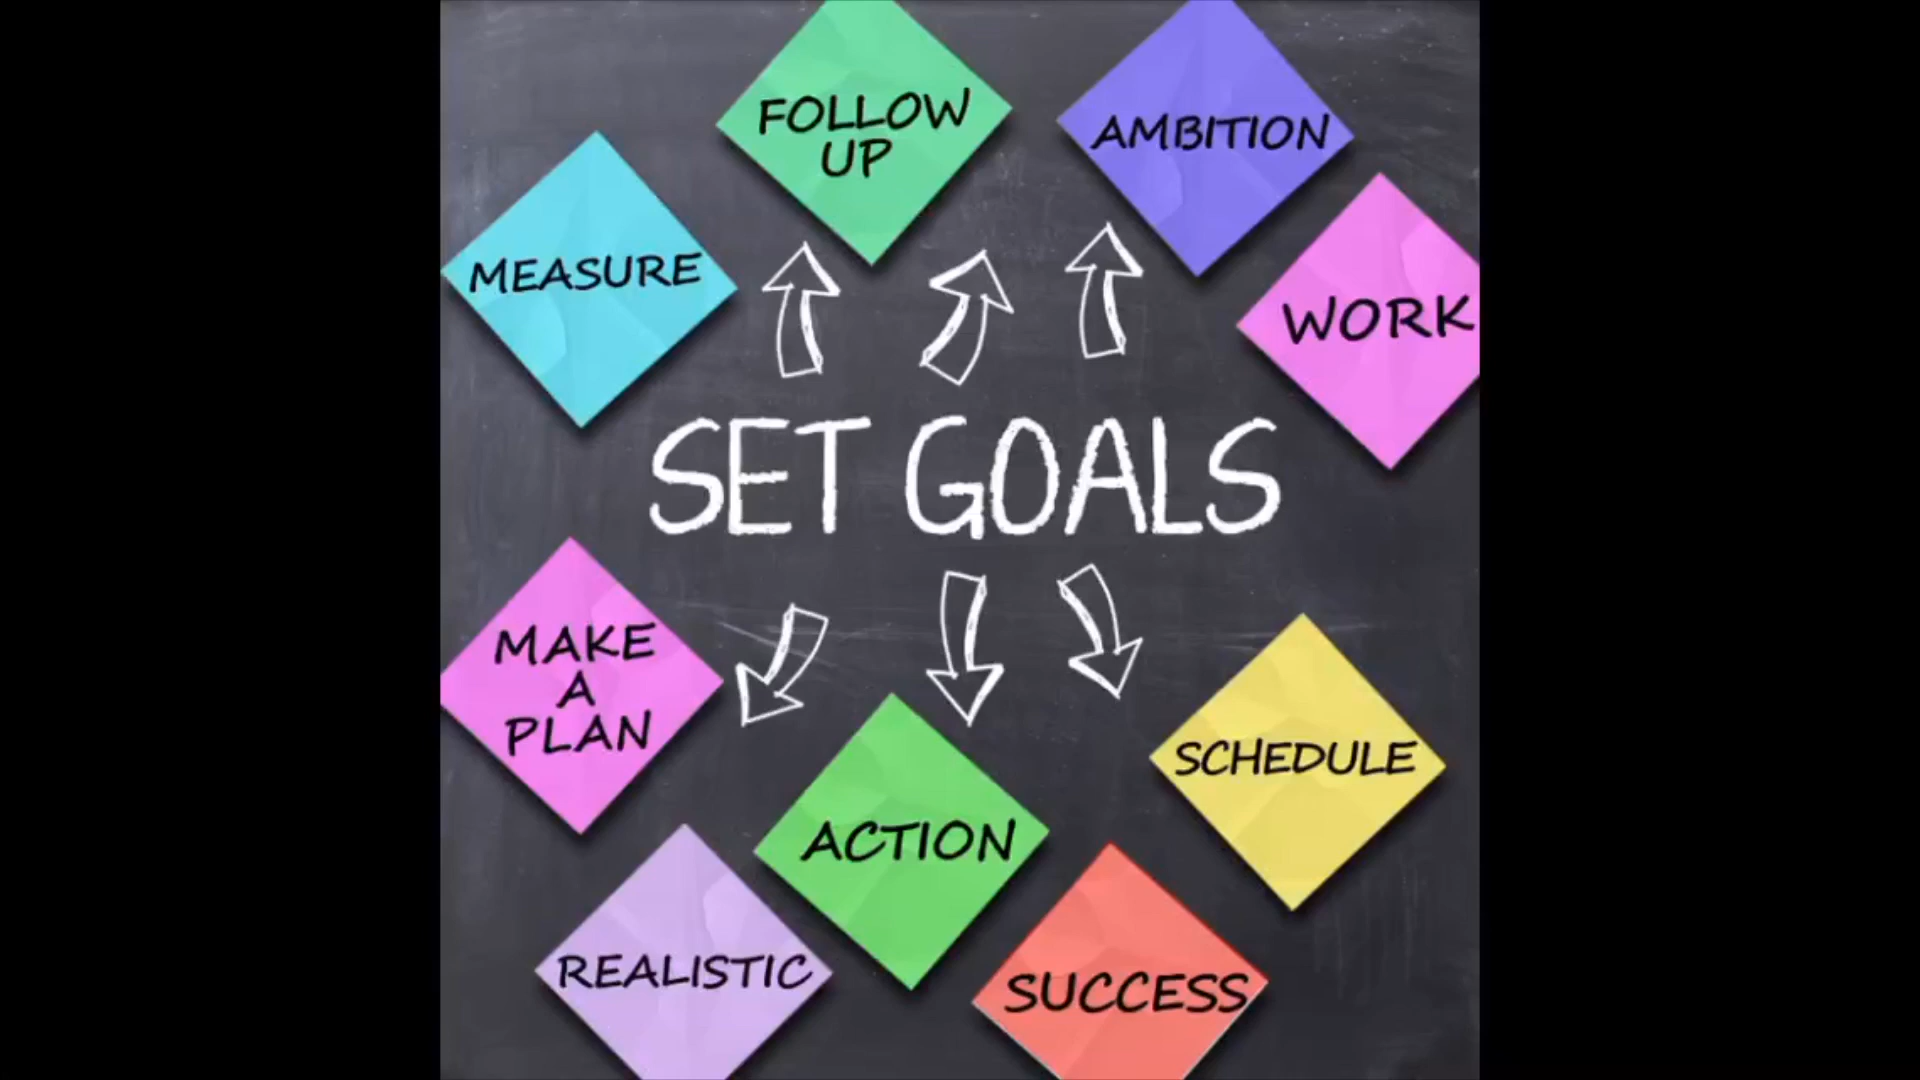 FOLLOW
UP
AMBITION
MEASURE
WORK
SET GOALS
MAKE
A
PLAN
SCHEDULE
ACTION
REALISTIC
SUCCESS